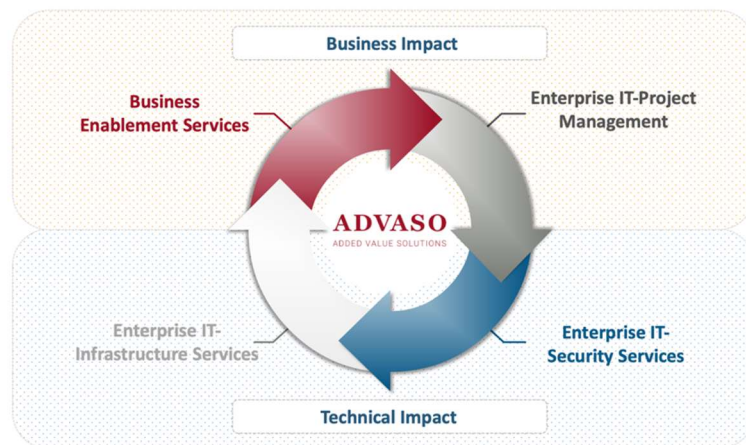 Business Impact
Business
Enablement Services
Enterprise IT-Project
Management
ADVASO
ADDED VALUE SOLUTIONS
Enterprise IT-
Infrastructure Services
Enterprise IT-
Security Services
Technical Impact